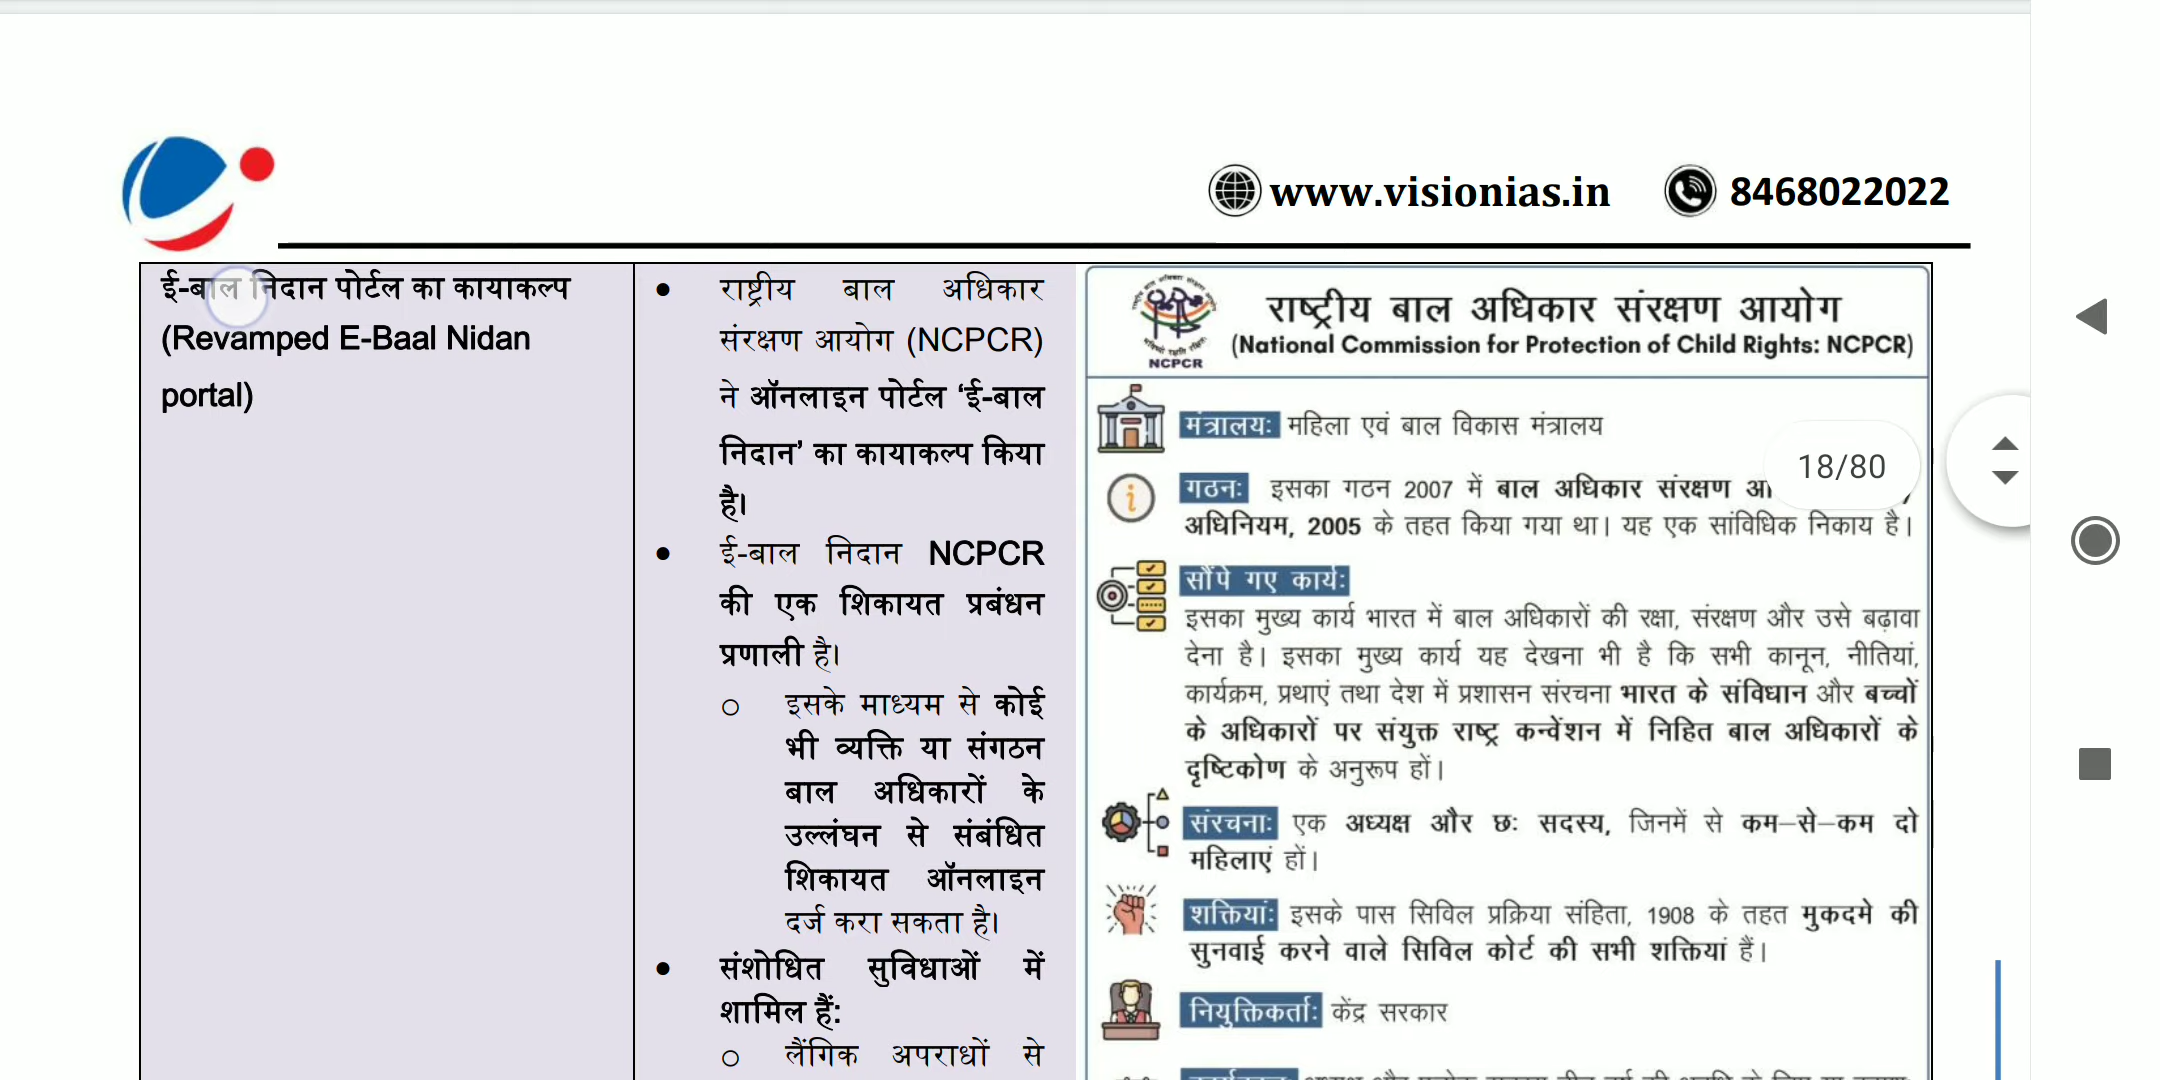 www.visionias.in 8468022022
ई-बाल निदान पोर्टल का कायाकल्प
(Revamped E-Baal Nidan
portal)
• राष्ट्रीय बाल अधिकार
संरक्षण आयोग (NCPCR)
ने ऑनलाइन पोर्टल ‘ई-बाल
निदान’ का कायाकल्प किया
है।
• ई-बाल निदान NCPCR
की एक शिकायत प्रबंधन
प्रणाली है।
○ इसके माध्यम से कोई
भी व्यक्ति या संगठन
बाल अधिकारों के
उल्लंघन से संबंधित
शिकायत ऑनलाइन
दर्ज करा सकता है।
• संशोधित सुविधाओं में
शामिल हैं:
○ लैंगिक अपराधों से
NCPCR
राष्ट्रीय बाल अधिकार संरक्षण आयोग
(National Commission for Protection of Child Rights: NCPCR)
मंत्रालय: महिला एवं बाल विकास मंत्रालय
18/80
गठन: इसका गठन 2007 में बाल अधिकार संरक्षण
अधिनियम, 2005 के तहत किया गया था। यह एक सांविधिक निकाय है।
सौंपे गए कार्य:
इसका मुख्य कार्य भारत में बाल अधिकारों की रक्षा, संरक्षण और उसे बढ़ावा
देना है। इसका मुख्य कार्य यह देखना भी है कि सभी कानून, नीतियां,
कार्यक्रम, प्रथाएं तथा देश में प्रशासन संरचना भारत के संविधान और बच्चों
के अधिकारों पर संयुक्त राष्ट्र कन्वेंशन में निहित बाल अधिकारों के
दृष्टिकोण के अनुरूप हों।
संरचना: एक अध्यक्ष और छः सदस्य, जिनमें से कम-से-कम दो
महिलाएं हों।
शक्तियां: इसके पास सिविल प्रक्रिया संहिता, 1908 के तहत मुकदमे की
सुनवाई करने वाले सिविल कोर्ट की सभी शक्तियां हैं।
नियुक्तिकर्ता: केंद्र सरकार